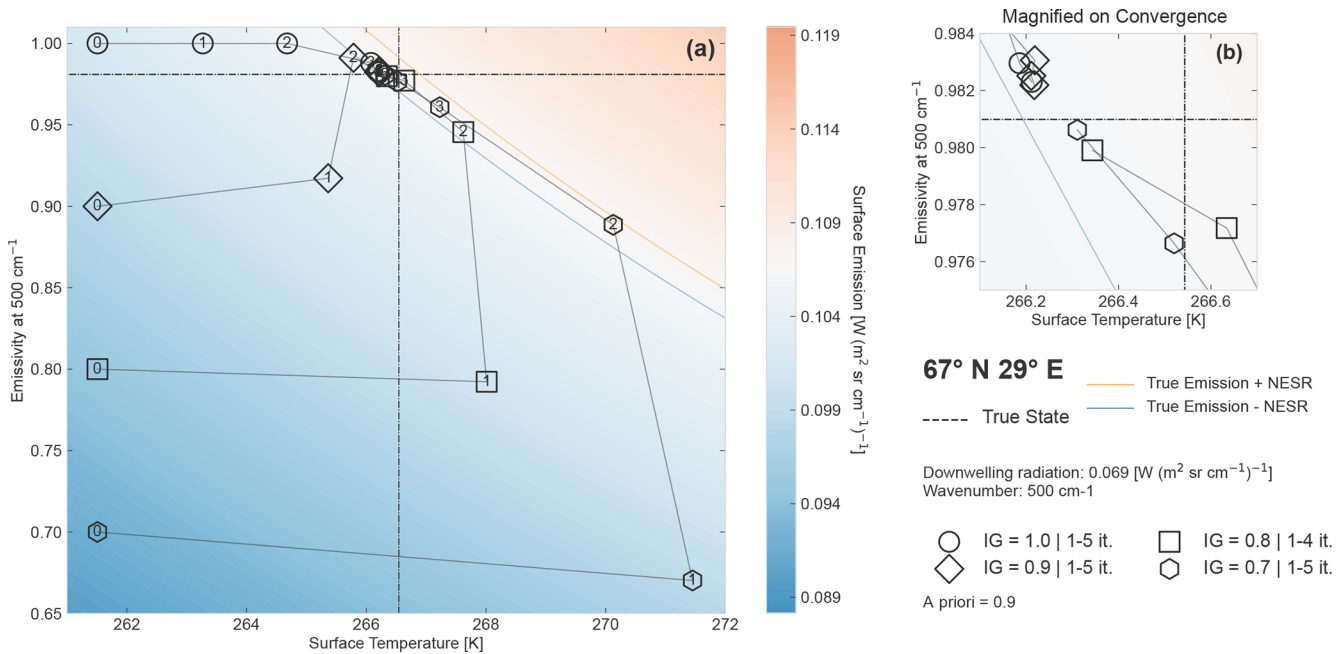 (a)
1.00
0.95
0.90
0.85
0.80
0.75
0.70
0.65
Emissivity at 500 cm⁻¹
262
264
266
268
270
272
Surface Temperature [K]
0
1
2
2
3
3
2
1
0
2
0
1
0
1
0.119
0.114
0.109
0.104
0.099
0.094
0.089
Surface Emission [W (m² sr cm⁻¹)⁻¹]
Magnified on Convergence
(b)
0.984
0.982
0.980
0.978
0.976
Emissivity at 500 cm⁻¹
266.2
266.4
266.6
Surface Temperature [K]
67° N 29° E
True State
True Emission + NESR
True Emission - NESR
Downwelling radiation: 0.069 [W (m² sr cm⁻¹)⁻¹]
Wavenumber: 500 cm-1
IG = 1.0 | 1-5 it.
IG = 0.8 | 1-4 it.
IG = 0.9 | 1-5 it.
IG = 0.7 | 1-5 it.
A priori = 0.9